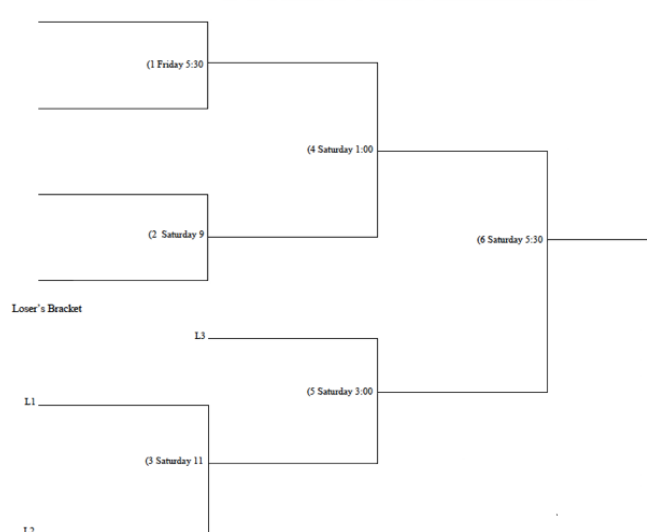 (1 Friday 5:30
(4 Saturday 1:00
(2 Saturday 9
(6 Saturday 5:30
Loser's Bracket
L3
(5 Saturday 3:00
L1
(3 Saturday 11
L2